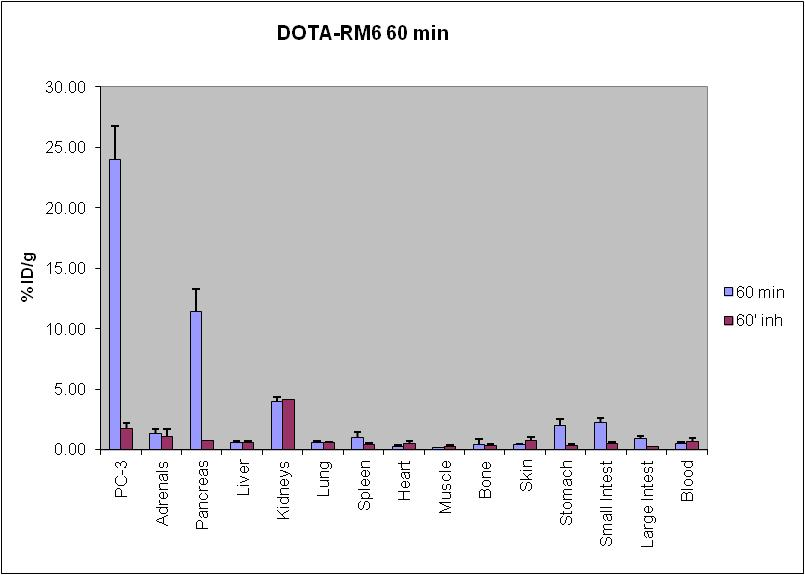 DOTA-RM6 60 min
30.00
25.00
20.00
15.00
10.00
5.00
0.00
%ID/g
PC-3
Adrenals
Pancreas
Liver
Kidneys
Lung
Spleen
Heart
Muscle
Bone
Skin
Stomach
Small Intest
Large Intest
Blood
60 min
60' inh